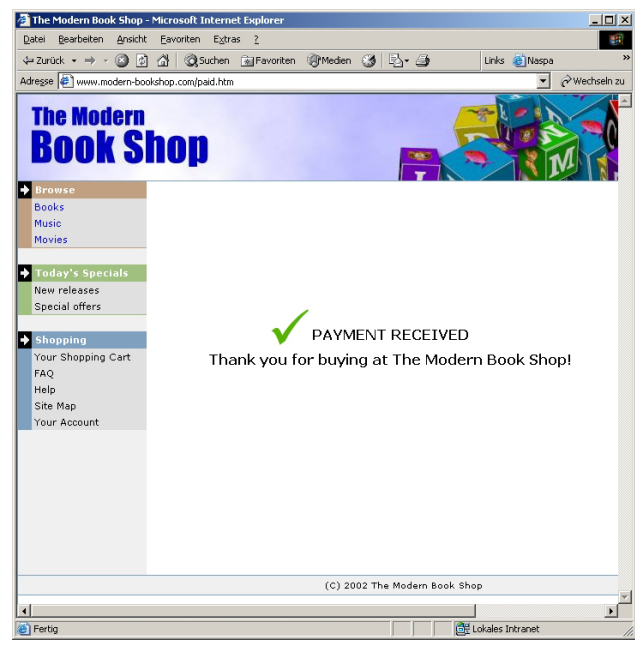 The Modern Book Shop - Microsoft Internet Explorer
Datei Bearbeiten Ansicht Favoriten Extras ?
Zurück Suchen Favoriten Medien Links Naspa »
Adresse www.modern-bookshop.com/paid.htm Wechseln zu
The Modern
Book Shop
Browse
Books
Music
Movies
Today's Specials
New releases
Special offers
Shopping
Your Shopping Cart
FAQ
Help
Site Map
Your Account
PAYMENT RECEIVED
Thank you for buying at The Modern Book Shop!
(C) 2002 The Modern Book Shop
Fertig Lokales Intranet